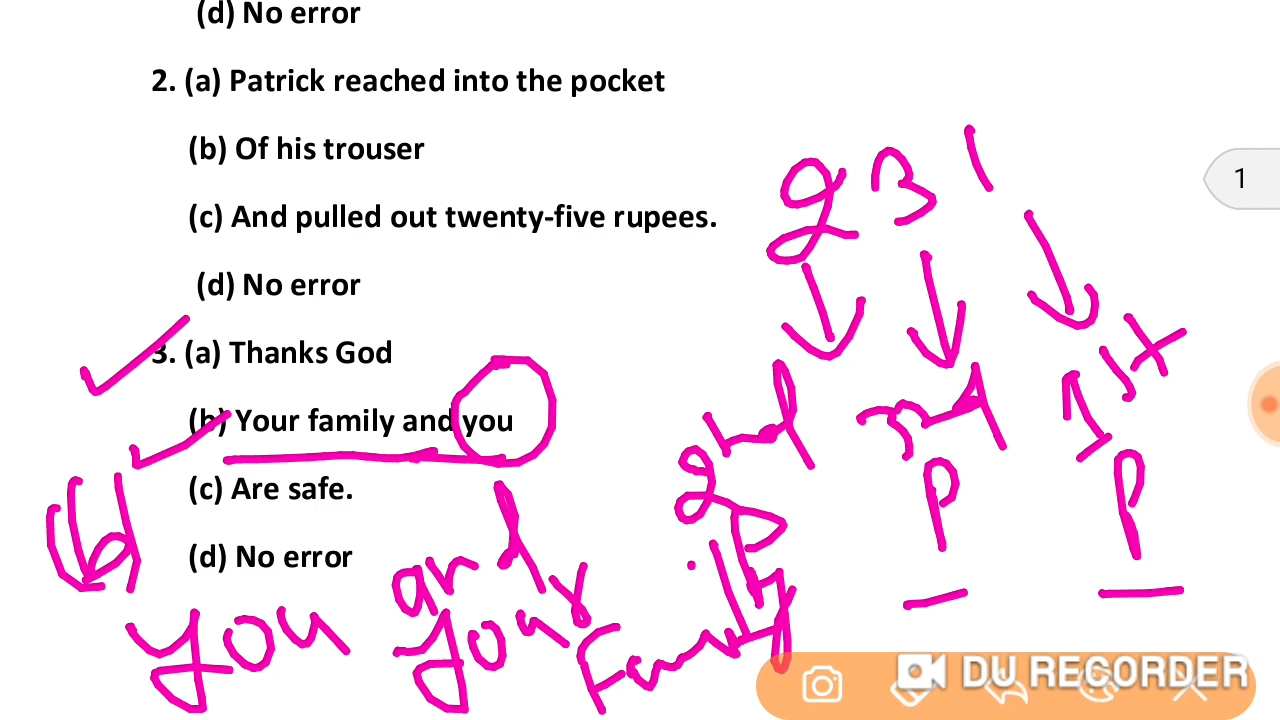 (d) No error
2. (a) Patrick reached into the pocket
(b) Of his trouser
(c) And pulled out twenty-five rupees.
(d) No error
3. (a) Thanks God
(b) Your family and you
(c) Are safe.
(d) No error
2 3 1
2nd 3rd 1st
P P P
(b)
you and your Family
1
DU RECORDER